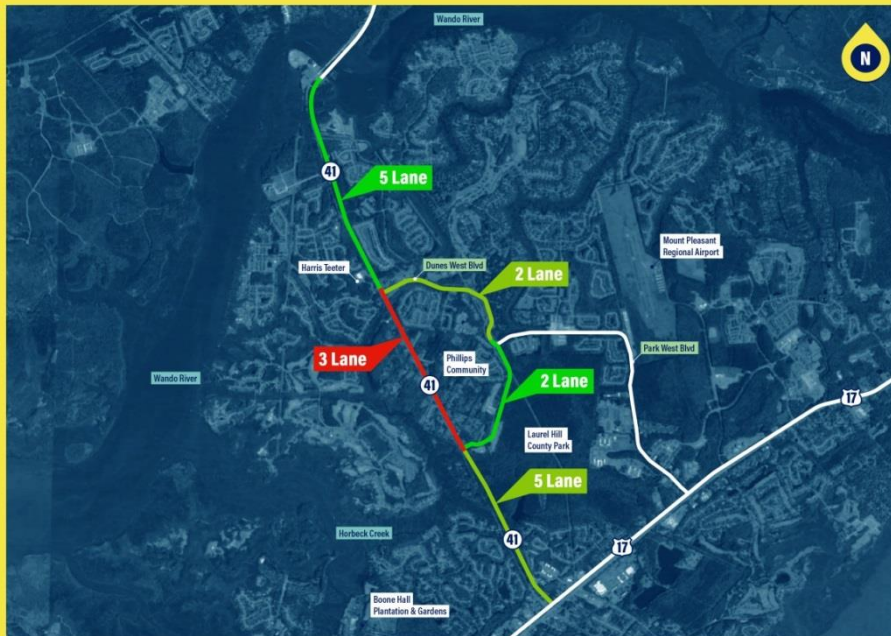 Wando River
N
41
5 Lane
Mount Pleasant
Regional Airport
Harris Teeter
Dunes West Blvd
2 Lane
3 Lane
Phillips
Community
Park West Blvd
Wando River
41
2 Lane
17
Laurel Hill
County Park
5 Lane
Horbeck Creek
41
17
Boone Hall
Plantation & Gardens